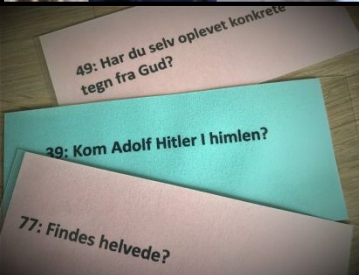 49: Har du selv oplevet konkrete
tegn fra Gud?
39: Kom Adolf Hitler I himlen?
77: Findes helvede?